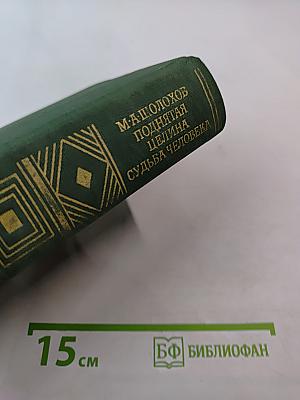 М·А·ШОЛОХОВ
ПОДНЯТАЯ
ЦЕЛИНА
СУДЬБА ЧЕЛОВЕКА
15 см
БФ БИБЛИОФАН